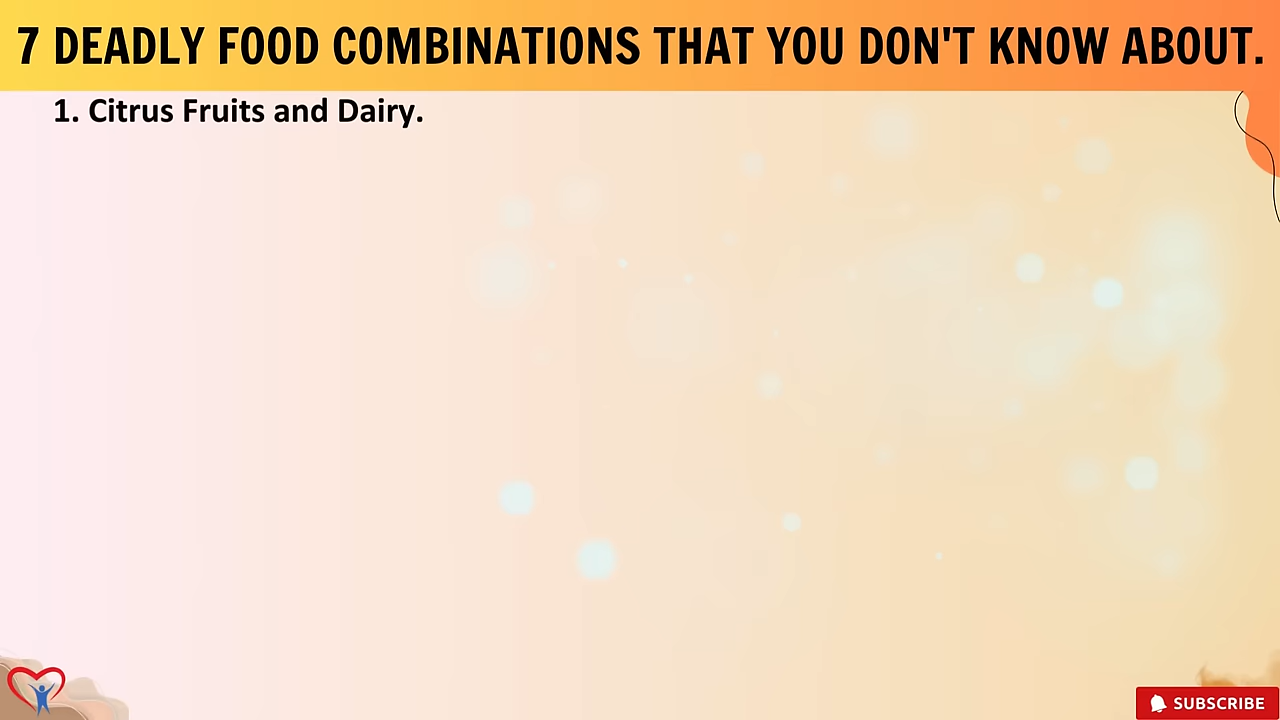 7 DEADLY FOOD COMBINATIONS THAT YOU DON'T KNOW ABOUT.
1. Citrus Fruits and Dairy.
SUBSCRIBE